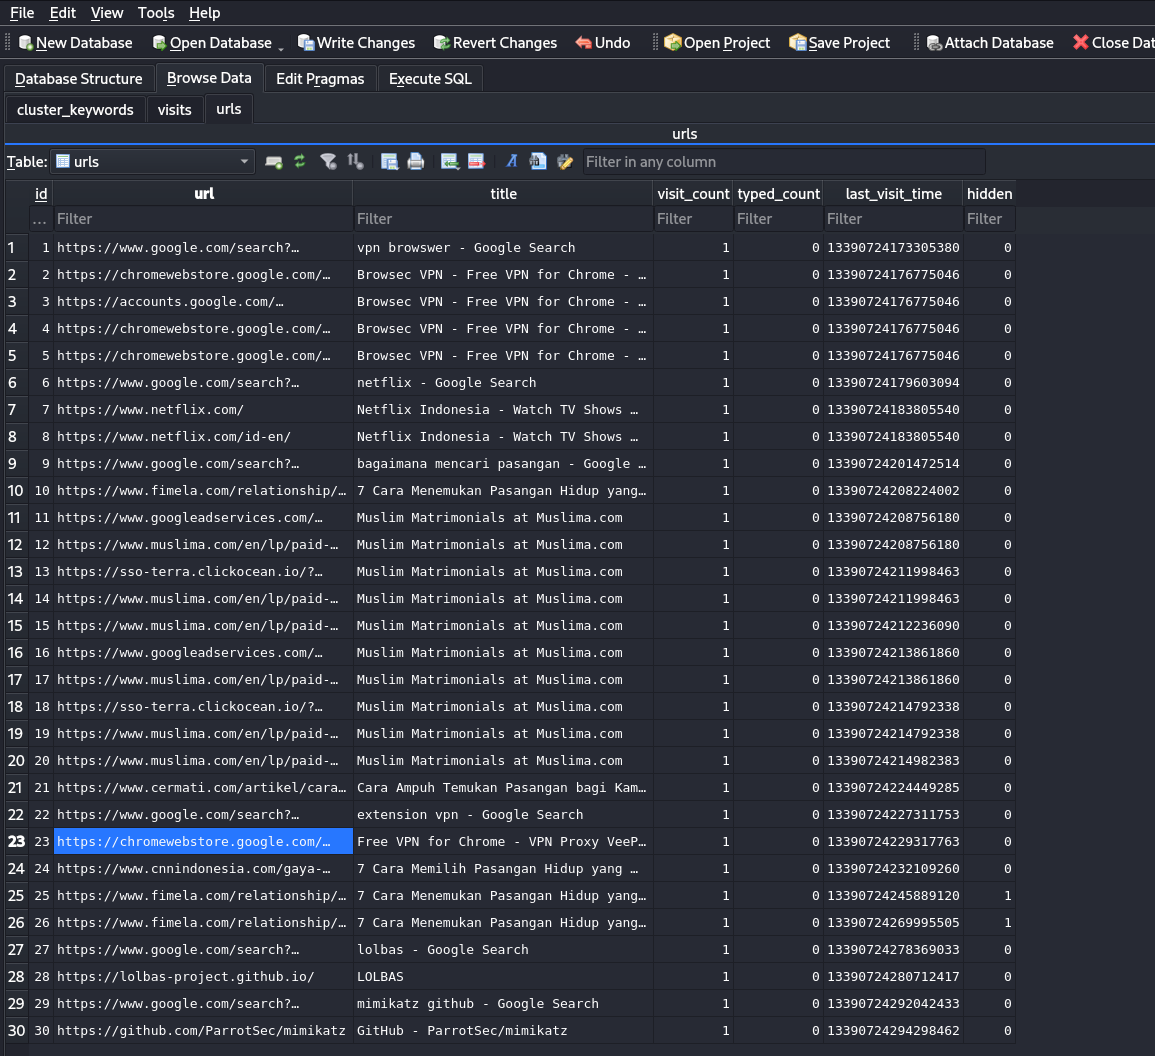 File Edit View Tools Help
New Database Open Database Write Changes Revert Changes Undo Open Project Save Project Attach Database Close Dat
Database Structure Browse Data Edit Pragmas Execute SQL
cluster_keywords visits urls
urls
Table: urls Filter in any column
id url title visit_count typed_count last_visit_time hidden
... Filter Filter Filter Filter Filter Filter
1 1 https://www.google.com/search?… vpn browswer - Google Search 1 0 13390724173305380 0
2 2 https://chromewebstore.google.com/… Browsec VPN - Free VPN for Chrome - … 1 0 13390724176775046 0
3 3 https://accounts.google.com/… Browsec VPN - Free VPN for Chrome - … 1 0 13390724176775046 0
4 4 https://chromewebstore.google.com/… Browsec VPN - Free VPN for Chrome - … 1 0 13390724176775046 0
5 5 https://chromewebstore.google.com/… Browsec VPN - Free VPN for Chrome - … 1 0 13390724176775046 0
6 6 https://www.google.com/search?… netflix - Google Search 1 0 13390724179603094 0
7 7 https://www.netflix.com/ Netflix Indonesia - Watch TV Shows … 1 0 13390724183805540 0
8 8 https://www.netflix.com/id-en/ Netflix Indonesia - Watch TV Shows … 1 0 13390724183805540 0
9 9 https://www.google.com/search?… bagaimana mencari pasangan - Google … 1 0 13390724201472514 0
10 10 https://www.fimela.com/relationship/… 7 Cara Menemukan Pasangan Hidup yang… 1 0 13390724208224002 0
11 11 https://www.googleadservices.com/… Muslim Matrimonials at Muslima.com 1 0 13390724208756180 0
12 12 https://www.muslima.com/en/lp/paid-… Muslim Matrimonials at Muslima.com 1 0 13390724208756180 0
13 13 https://sso-terra.clickocean.io/?… Muslim Matrimonials at Muslima.com 1 0 13390724211998463 0
14 14 https://www.muslima.com/en/lp/paid-… Muslim Matrimonials at Muslima.com 1 0 13390724211998463 0
15 15 https://www.muslima.com/en/lp/paid-… Muslim Matrimonials at Muslima.com 1 0 13390724212236090 0
16 16 https://www.googleadservices.com/… Muslim Matrimonials at Muslima.com 1 0 13390724213861860 0
17 17 https://www.muslima.com/en/lp/paid-… Muslim Matrimonials at Muslima.com 1 0 13390724213861860 0
18 18 https://sso-terra.clickocean.io/?… Muslim Matrimonials at Muslima.com 1 0 13390724214792338 0
19 19 https://www.muslima.com/en/lp/paid-… Muslim Matrimonials at Muslima.com 1 0 13390724214792338 0
20 20 https://www.muslima.com/en/lp/paid-… Muslim Matrimonials at Muslima.com 1 0 13390724214982383 0
21 21 https://www.cermati.com/artikel/cara… Cara Ampuh Temukan Pasangan bagi Kam… 1 0 13390724224449285 0
22 22 https://www.google.com/search?… extension vpn - Google Search 1 0 13390724227311753 0
23 23 https://chromewebstore.google.com/… Free VPN for Chrome - VPN Proxy VeeP… 1 0 13390724229317763 0
24 24 https://www.cnnindonesia.com/gaya-… 7 Cara Memilih Pasangan Hidup yang … 1 0 13390724232109260 0
25 25 https://www.fimela.com/relationship/… 7 Cara Menemukan Pasangan Hidup yang… 1 0 13390724245889120 1
26 26 https://www.fimela.com/relationship/… 7 Cara Menemukan Pasangan Hidup yang… 1 0 13390724269995505 1
27 27 https://www.google.com/search?… lolbas - Google Search 1 0 13390724278369033 0
28 28 https://lolbas-project.github.io/ LOLBAS 1 0 13390724280712417 0
29 29 https://www.google.com/search?… mimikatz github - Google Search 1 0 13390724292042433 0
30 30 https://github.com/ParrotSec/mimikatz GitHub - ParrotSec/mimikatz 1 0 13390724294298462 0